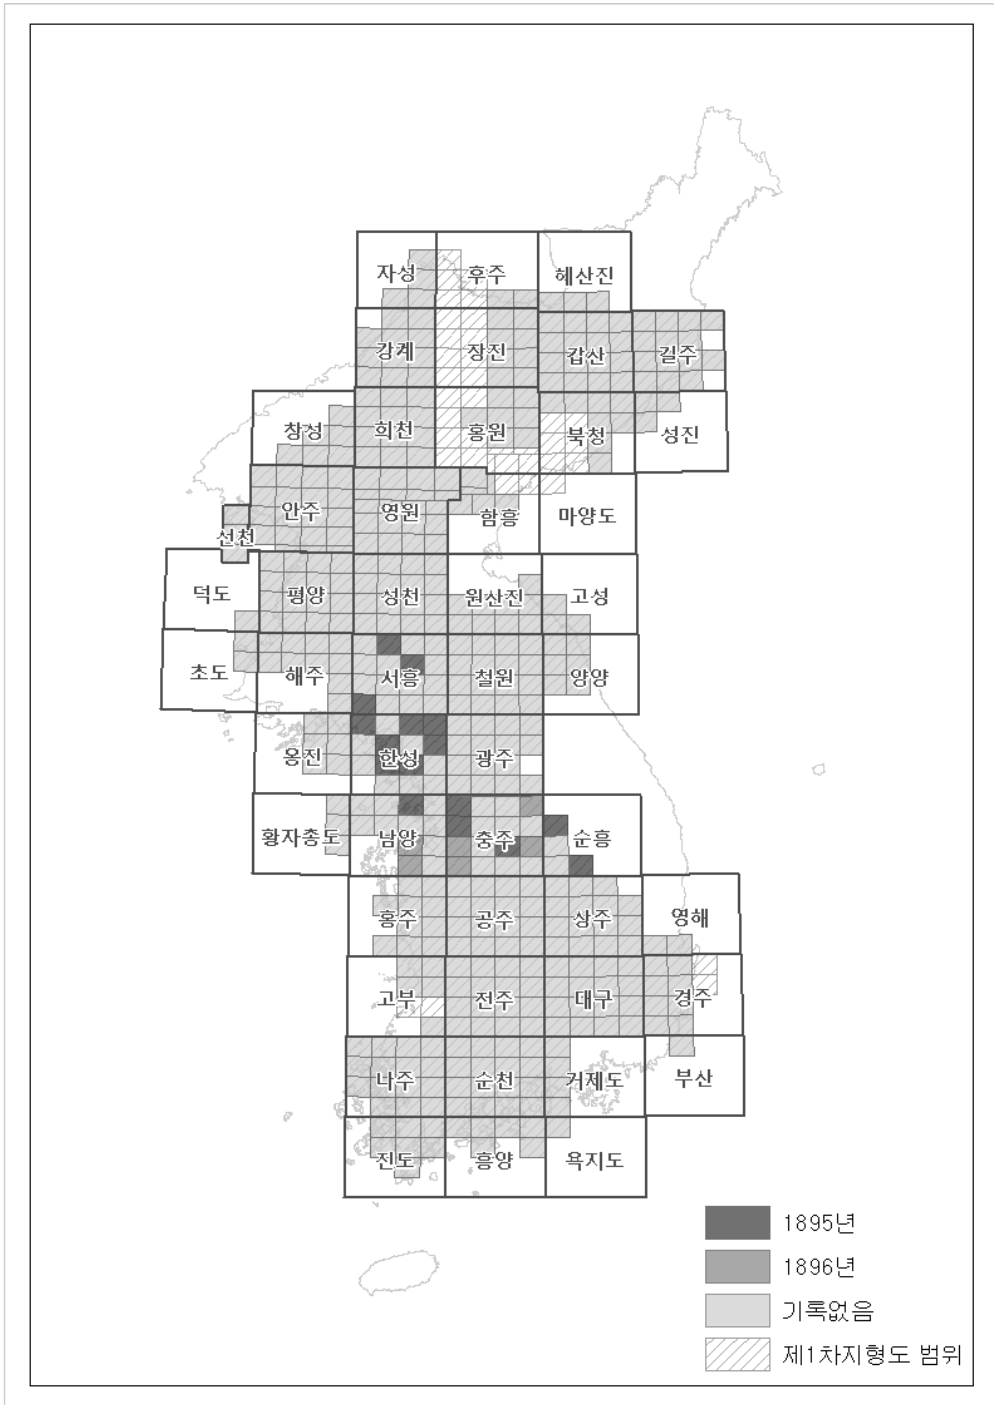 자성 후주 혜산진
강계 장진 갑산 길주
창성 희천 홍원 북청 성진
안주 영원 함흥 마양도
선천
덕도 평양 성천 원산진 고성
초도 해주 서흥 철원 양양
옹진 한성 광주
황자총도 남양 충주 순흥
홍주 공주 상주 영해
고부 전주 대구 경주
나주 순천 거제도 부산
진도 흥양 욕지도
1895년
1896년
기록없음
제1차지형도 범위